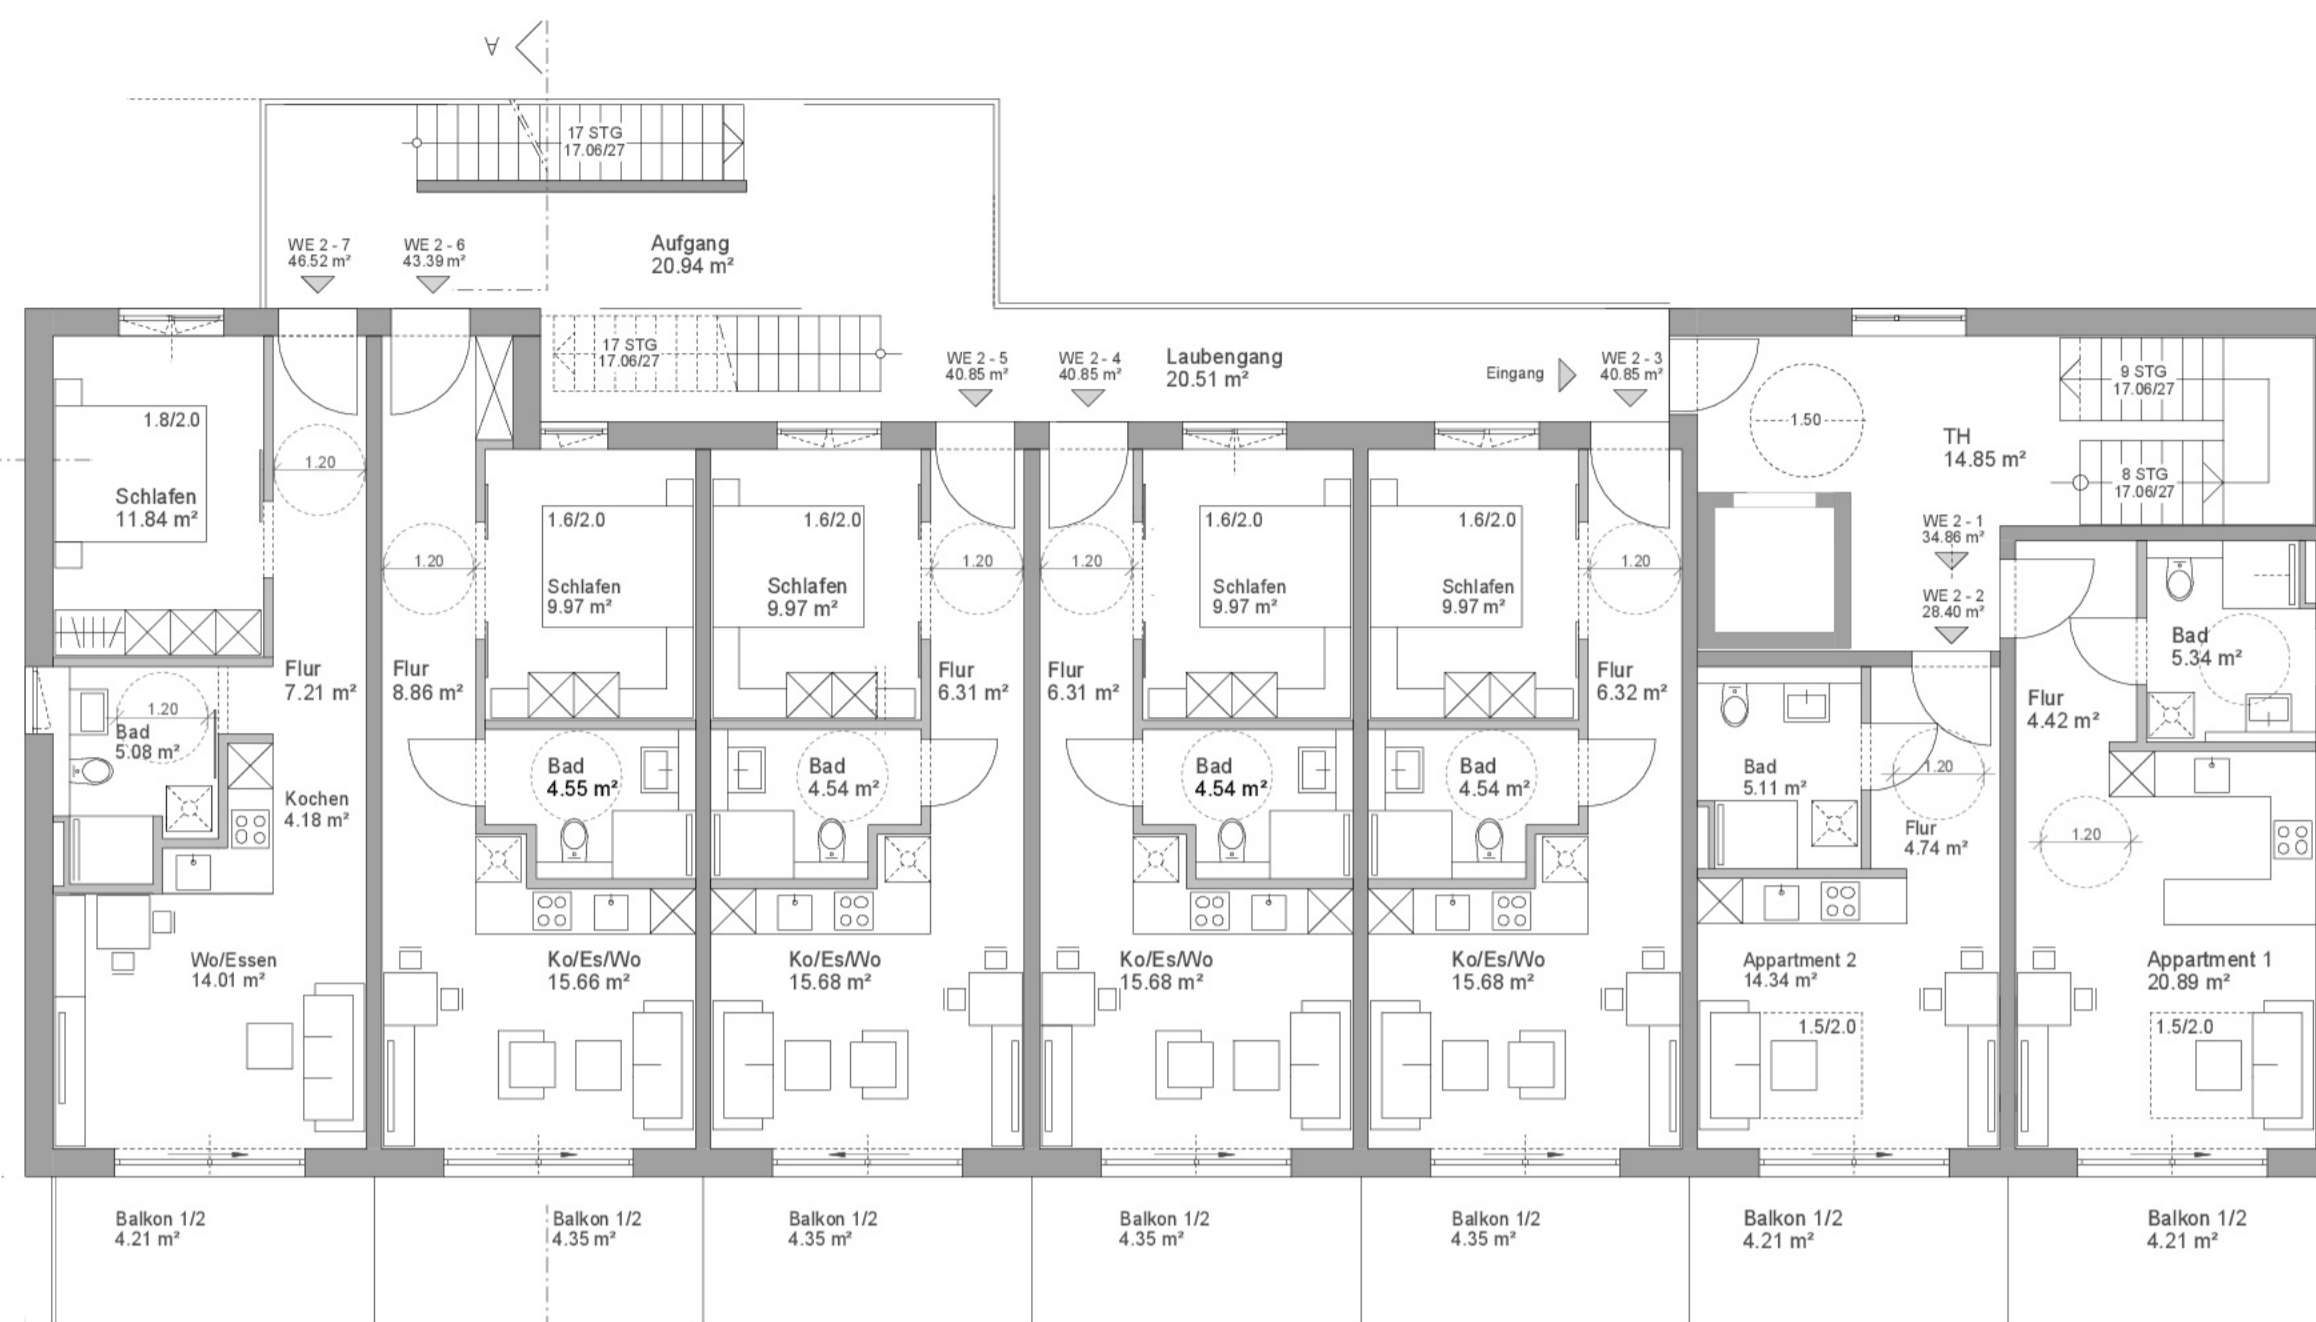 A
17 STG
17.06/27
WE 2 - 7
46.52 m²
WE 2 - 6
43.39 m²
Aufgang
20.94 m²
17 STG
17.06/27
WE 2 - 5
40.85 m²
WE 2 - 4
40.85 m²
Laubengang
20.51 m²
Eingang
WE 2 - 3
40.85 m²
9 STG
17.06/27
1.50
TH
14.85 m²
8 STG
17.06/27
WE 2 - 1
34.86 m²
WE 2 - 2
28.40 m²
1.8/2.0
1.20
Schlafen
11.84 m²
1.20
1.6/2.0
Schlafen
9.97 m²
1.6/2.0
Schlafen
9.97 m²
1.20
1.20
1.6/2.0
Schlafen
9.97 m²
1.6/2.0
Schlafen
9.97 m²
1.20
Flur
7.21 m²
Flur
8.86 m²
Flur
6.31 m²
Flur
6.31 m²
Flur
6.32 m²
Bad
5.34 m²
Flur
4.42 m²
1.20
Bad
5.08 m²
Kochen
4.18 m²
Bad
4.55 m²
Bad
4.54 m²
Bad
4.54 m²
Bad
4.54 m²
Bad
5.11 m²
1.20
Flur
4.74 m²
1.20
Wo/Essen
14.01 m²
Ko/Es/Wo
15.66 m²
Ko/Es/Wo
15.68 m²
Ko/Es/Wo
15.68 m²
Ko/Es/Wo
15.68 m²
Appartment 2
14.34 m²
1.5/2.0
Appartment 1
20.89 m²
1.5/2.0
Balkon 1/2
4.21 m²
Balkon 1/2
4.35 m²
Balkon 1/2
4.35 m²
Balkon 1/2
4.35 m²
Balkon 1/2
4.35 m²
Balkon 1/2
4.21 m²
Balkon 1/2
4.21 m²